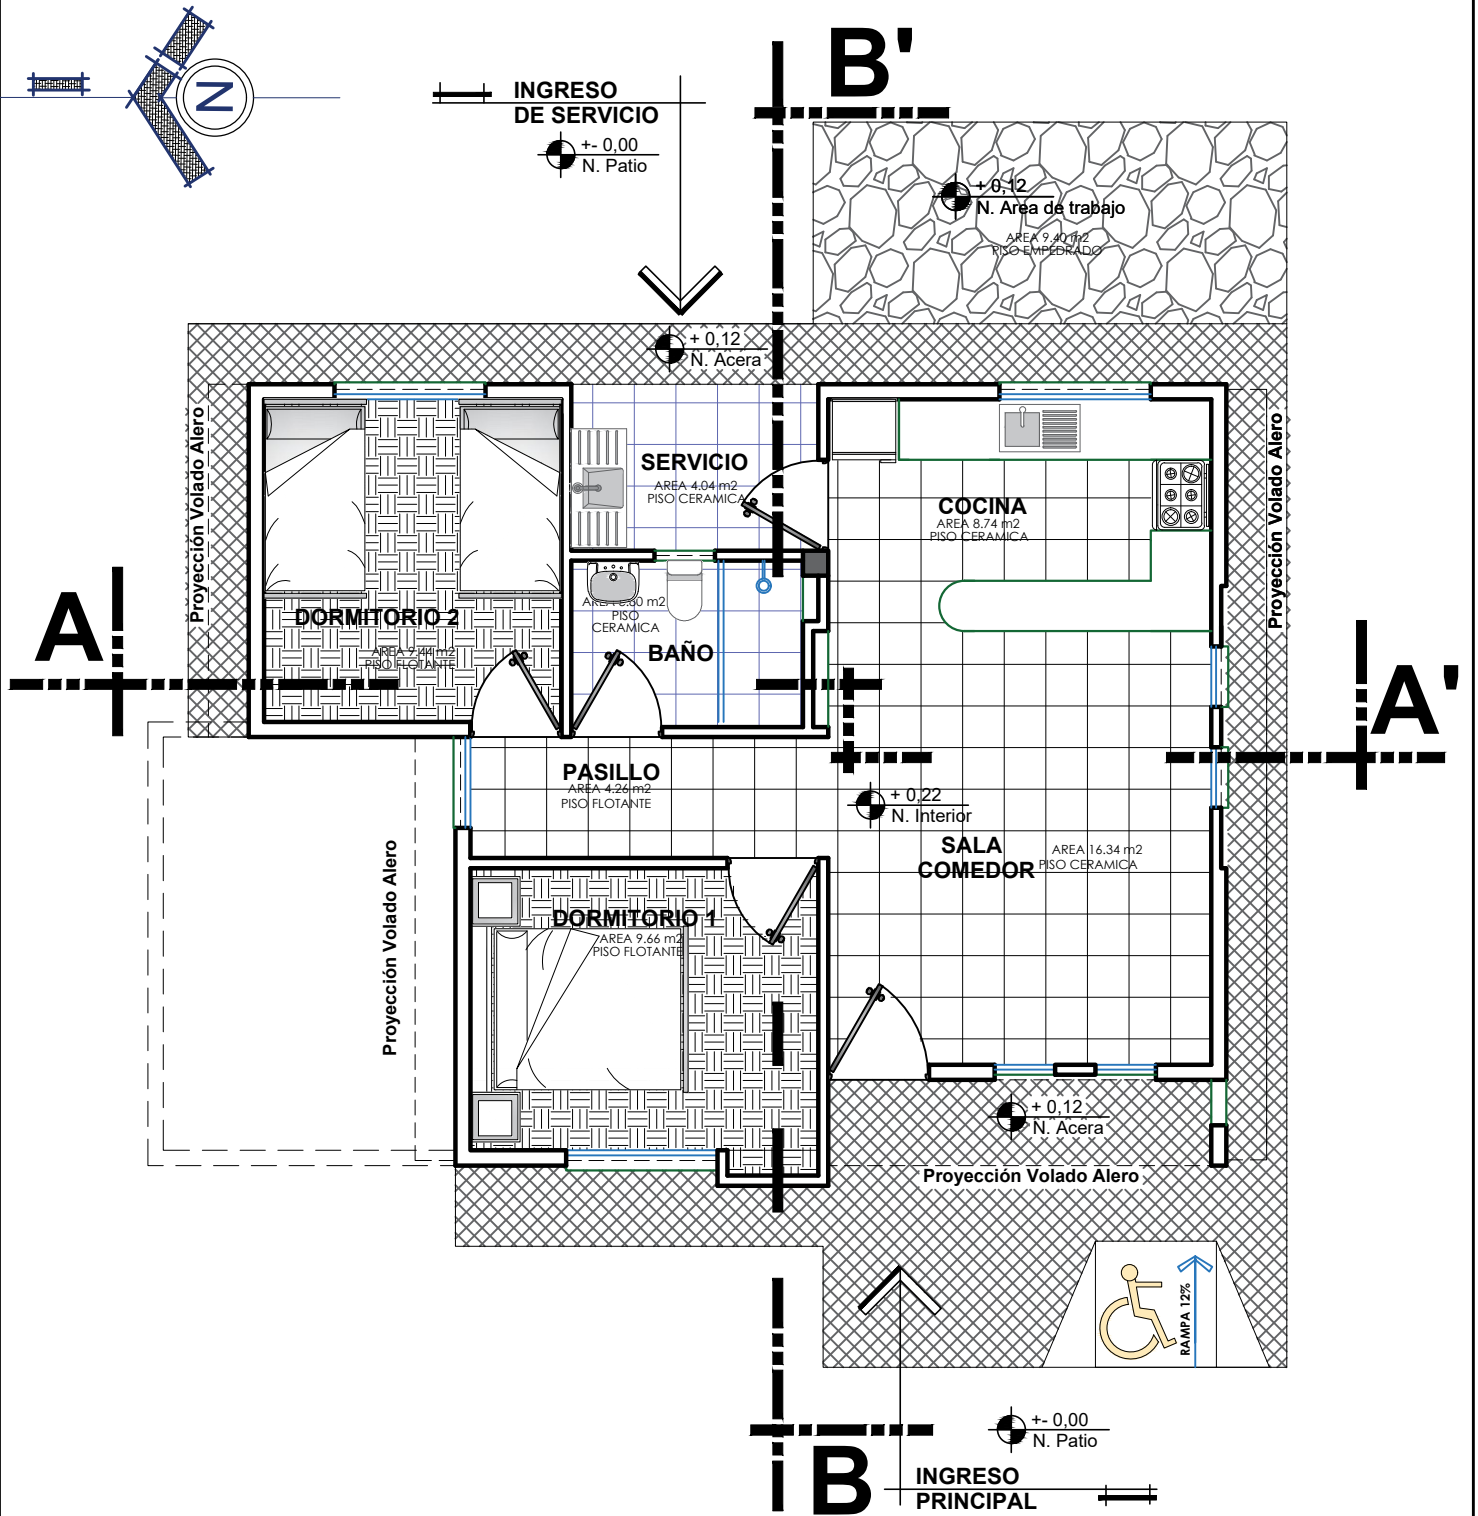 N
INGRESO
DE SERVICIO
+- 0,00
N. Patio
B'
+ 0,12
N. Area de trabajo
AREA 9.40 m2
PISO EMPEDRADO
+ 0,12
N. Acera
Proyección Volado Alero
SERVICIO
AREA 4.04 m2
PISO CERAMICA
COCINA
AREA 8.74 m2
PISO CERAMICA
Proyección Volado Alero
A
DORMITORIO 2
AREA 9.44 m2
PISO FLOTANTE
m2
PISO
CERAMICA
BAÑO
A'
PASILLO
AREA 4.26 m2
PISO FLOTANTE
+ 0,22
N. Interior
SALA
COMEDOR
AREA 16.34 m2
PISO CERAMICA
Proyección Volado Alero
DORMITORIO 1
AREA 9.66 m2
PISO FLOTANTE
+ 0,12
N. Acera
Proyección Volado Alero
RAMPA 12%
+- 0,00
N. Patio
B
INGRESO
PRINCIPAL